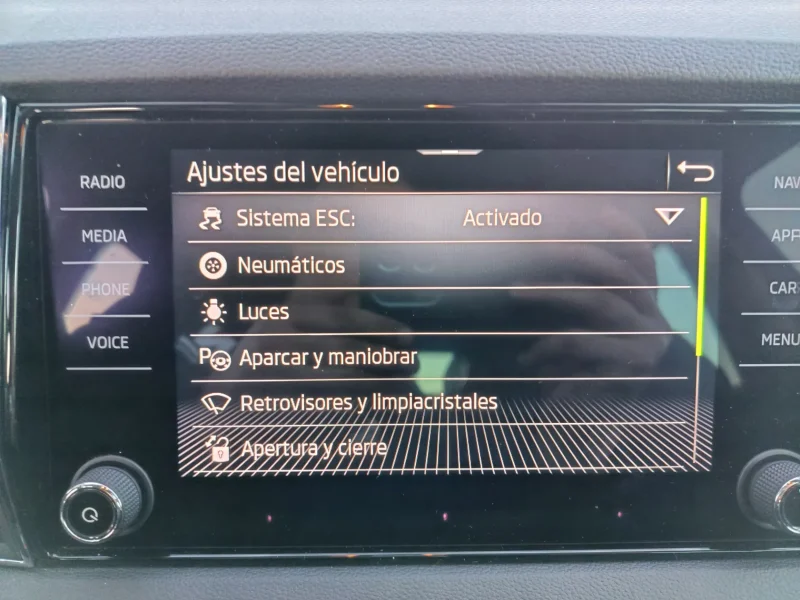 Ajustes del vehículo
RADIO
MEDIA
PHONE
VOICE
Sistema ESC: Activado
Neumáticos
Luces
P Aparcar y maniobrar
Retrovisores y limpiacristales
Apertura y cierre
NAV
CAR
MENU